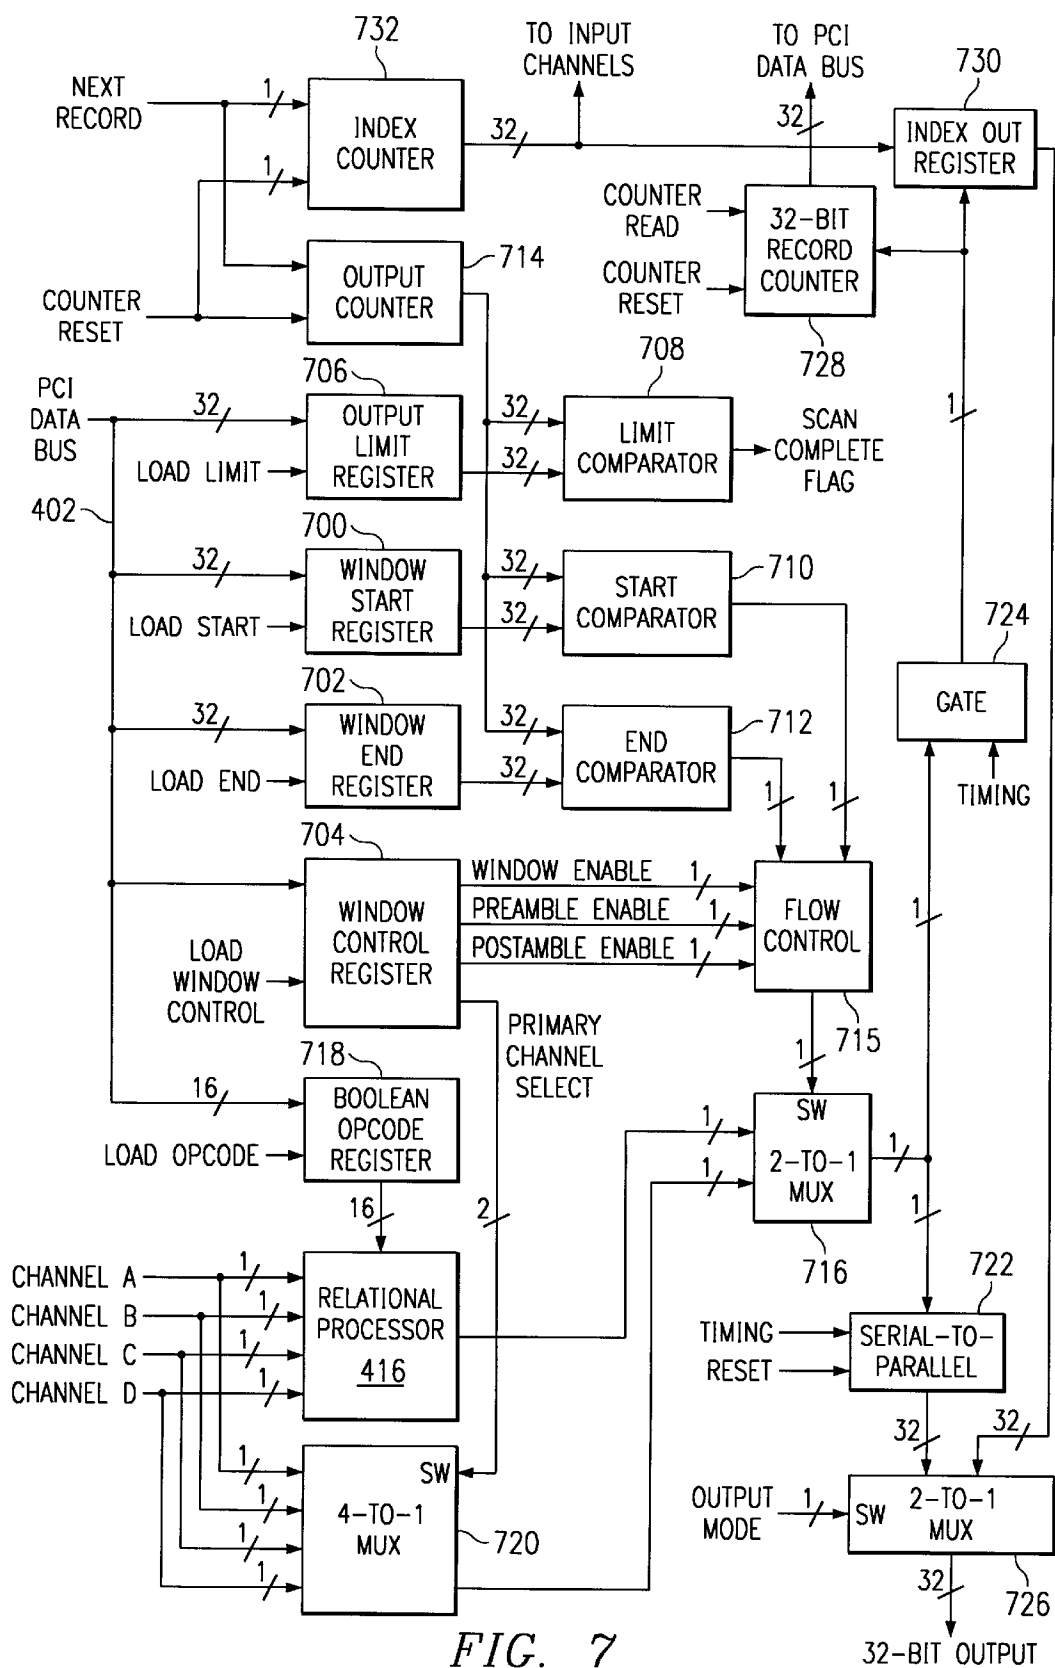 732
TO INPUT
CHANNELS
TO PCI
DATA BUS
730
NEXT
RECORD
1
INDEX
COUNTER
32
32
INDEX OUT
REGISTER
1
COUNTER
READ
32-BIT
RECORD
COUNTER
714
OUTPUT
COUNTER
COUNTER
RESET
COUNTER
RESET
728
706
708
PCI
DATA
BUS
32
OUTPUT
LIMIT
REGISTER
32
LIMIT
COMPARATOR
SCAN
COMPLETE
FLAG
1
LOAD LIMIT
32
402
700
32
WINDOW
START
REGISTER
32
START
COMPARATOR
710
LOAD START
32
724
GATE
702
32
WINDOW
END
REGISTER
32
END
COMPARATOR
712
LOAD END
32
1
1
TIMING
704
WINDOW
CONTROL
REGISTER
WINDOW ENABLE
1
PREAMBLE ENABLE
1
POSTAMBLE ENABLE
1
FLOW
CONTROL
1
LOAD
WINDOW
CONTROL
PRIMARY
CHANNEL
SELECT
1
715
718
16
BOOLEAN
OPCODE
REGISTER
LOAD OPCODE
1
SW
2-TO-1
MUX
1
1
1
16
2
716
722
CHANNEL A
1
CHANNEL B
1
CHANNEL C
1
CHANNEL D
1
RELATIONAL
PROCESSOR
416
TIMING
RESET
SERIAL-TO-
PARALLEL
32
32
1
1
1
1
SW
4-TO-1
MUX
720
OUTPUT
MODE
1
SW
2-TO-1
MUX
32
726
FIG. 7
32-BIT OUTPUT